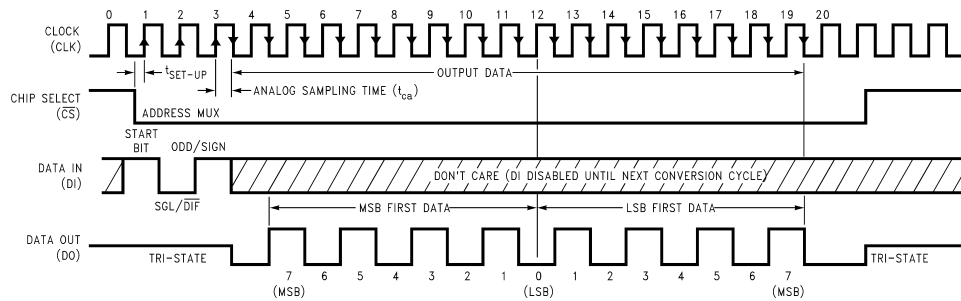 0 1 2 3 4 5 6 7 8 9 10 11 12 13 14 15 16 17 18 19 20
CLOCK
(CLK)
tSET-UP
OUTPUT DATA
ANALOG SAMPLING TIME (tca)
CHIP SELECT
(CS)
ADDRESS MUX
START
BIT
ODD/SIGN
DATA IN
(DI)
DON'T CARE (DI DISABLED UNTIL NEXT CONVERSION CYCLE)
SGL/DIF
MSB FIRST DATA
LSB FIRST DATA
DATA OUT
(DO)
TRI-STATE
TRI-STATE
7 6 5 4 3 2 1 0 1 2 3 4 5 6 7
(MSB) (LSB) (MSB)